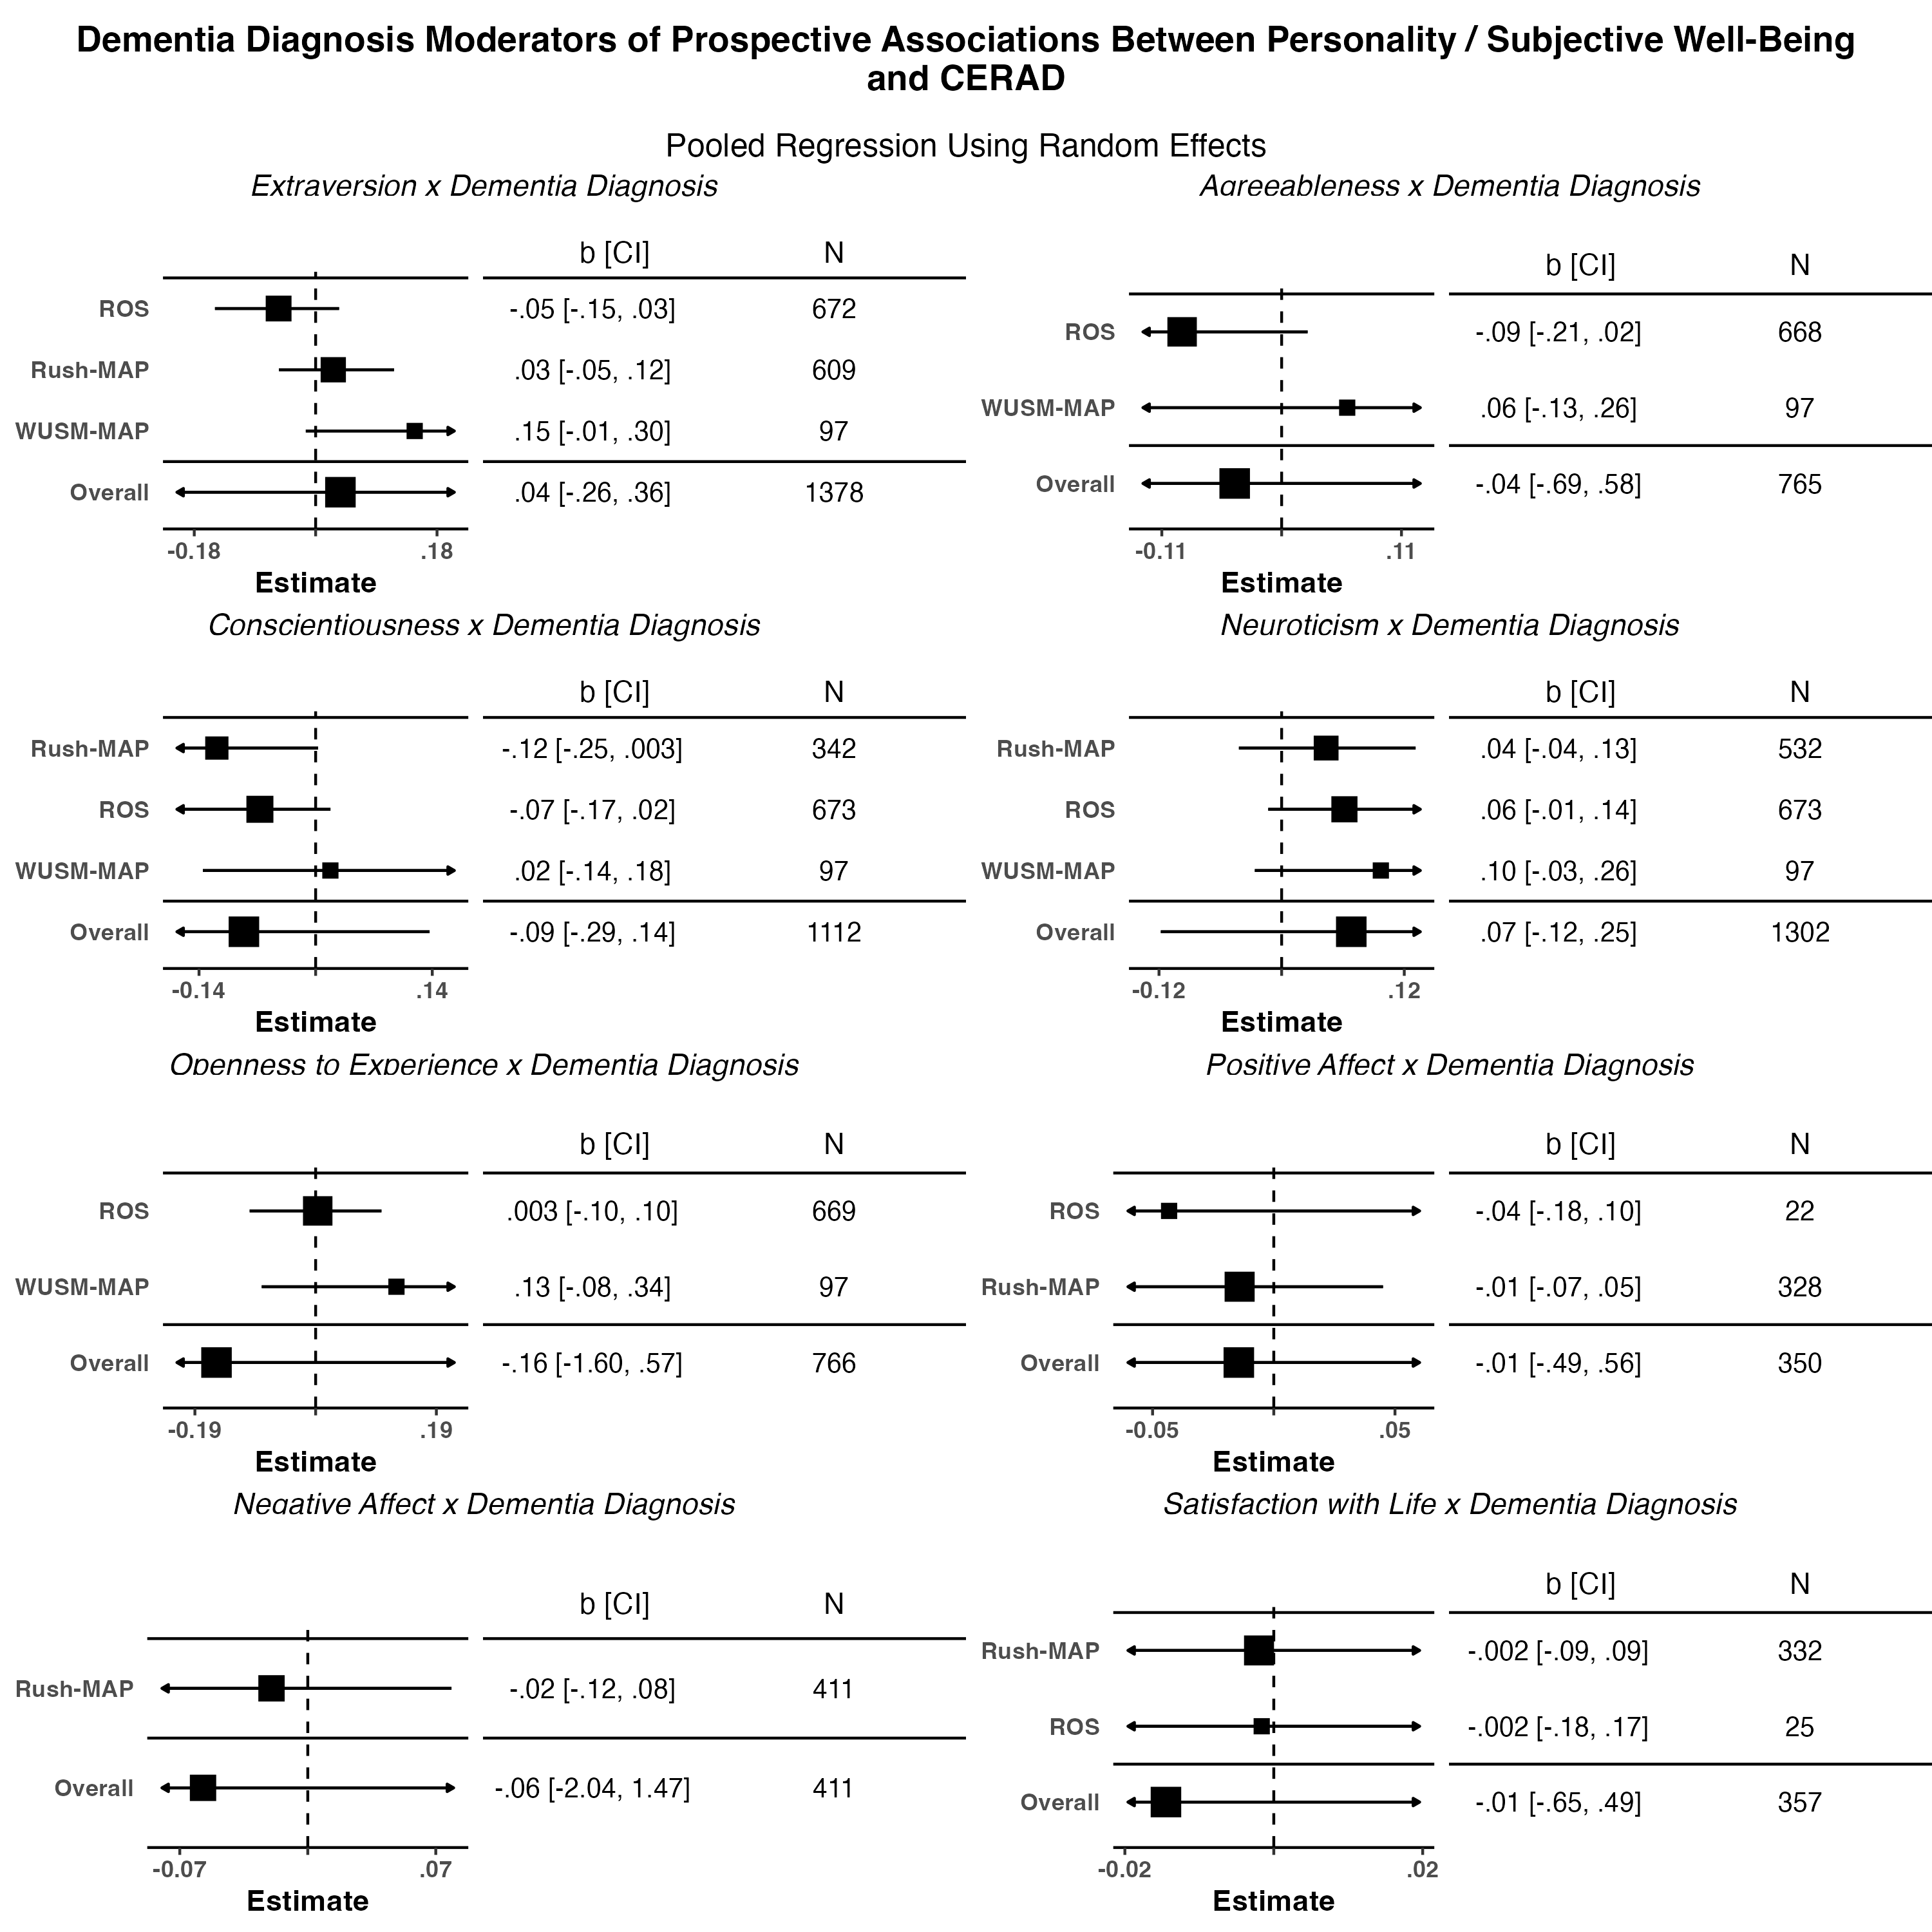 Dementia Diagnosis Moderators of Prospective Associations Between Personality / Subjective Well-Being
and CERAD
Pooled Regression Using Random Effects
Extraversion x Dementia Diagnosis
b [CI] N
ROS -.05 [-.15, .03] 672
Rush-MAP .03 [-.05, .12] 609
WUSM-MAP .15 [-.01, .30] 97
Overall .04 [-.26, .36] 1378
-0.18 .18
Estimate
Agreeableness x Dementia Diagnosis
b [CI] N
ROS -.09 [-.21, .02] 668
WUSM-MAP .06 [-.13, .26] 97
Overall -.04 [-.69, .58] 765
-0.11 .11
Estimate
Conscientiousness x Dementia Diagnosis
b [CI] N
Rush-MAP -.12 [-.25, .003] 342
ROS -.07 [-.17, .02] 673
WUSM-MAP .02 [-.14, .18] 97
Overall -.09 [-.29, .14] 1112
-0.14 .14
Estimate
Neuroticism x Dementia Diagnosis
b [CI] N
Rush-MAP .04 [-.04, .13] 532
ROS .06 [-.01, .14] 673
WUSM-MAP .10 [-.03, .26] 97
Overall .07 [-.12, .25] 1302
-0.12 .12
Estimate
Openness to Experience x Dementia Diagnosis
b [CI] N
ROS .003 [-.10, .10] 669
WUSM-MAP .13 [-.08, .34] 97
Overall -.16 [-1.60, .57] 766
-0.19 .19
Estimate
Positive Affect x Dementia Diagnosis
b [CI] N
ROS -.04 [-.18, .10] 22
Rush-MAP -.01 [-.07, .05] 328
Overall -.01 [-.49, .56] 350
-0.05 .05
Estimate
Negative Affect x Dementia Diagnosis
b [CI] N
Rush-MAP -.02 [-.12, .08] 411
Overall -.06 [-2.04, 1.47] 411
-0.07 .07
Estimate
Satisfaction with Life x Dementia Diagnosis
b [CI] N
Rush-MAP -.002 [-.09, .09] 332
ROS -.002 [-.18, .17] 25
Overall -.01 [-.65, .49] 357
-0.02 .02
Estimate